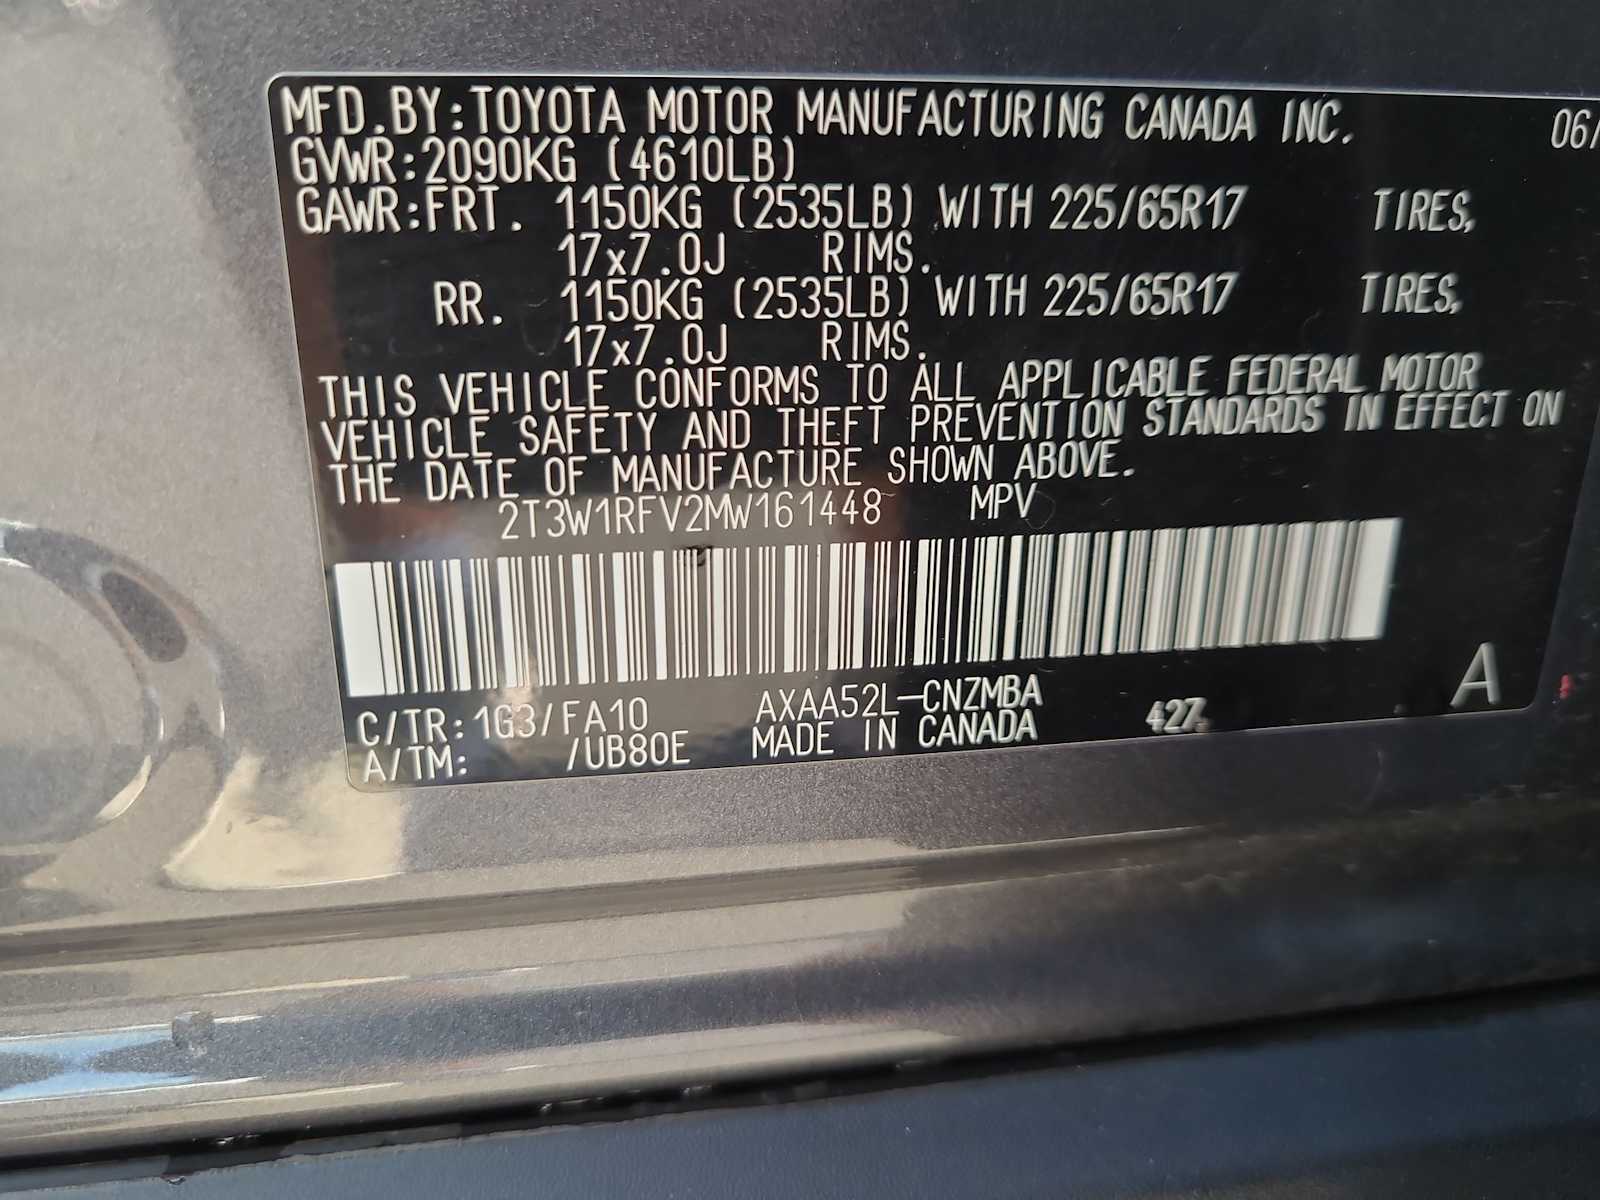 MFD.BY:TOYOTA MOTOR MANUFACTURING CANADA INC. 06/
GVWR:2090KG (4610LB)
GAWR:FRT. 1150KG (2535LB) WITH 225/65R17 TIRES,
17x7.0J RIMS.
RR. 1150KG (2535LB) WITH 225/65R17 TIRES,
17x7.0J RIMS.
THIS VEHICLE CONFORMS TO ALL APPLICABLE FEDERAL MOTOR
VEHICLE SAFETY AND THEFT PREVENTION STANDARDS IN EFFECT ON
THE DATE OF MANUFACTURE SHOWN ABOVE.
2T3W1RFV2MW161448 MPV
C/TR:1G3/FA10 AXAA52L-CNZMBA 427 A
A/TM: /UB80E MADE IN CANADA